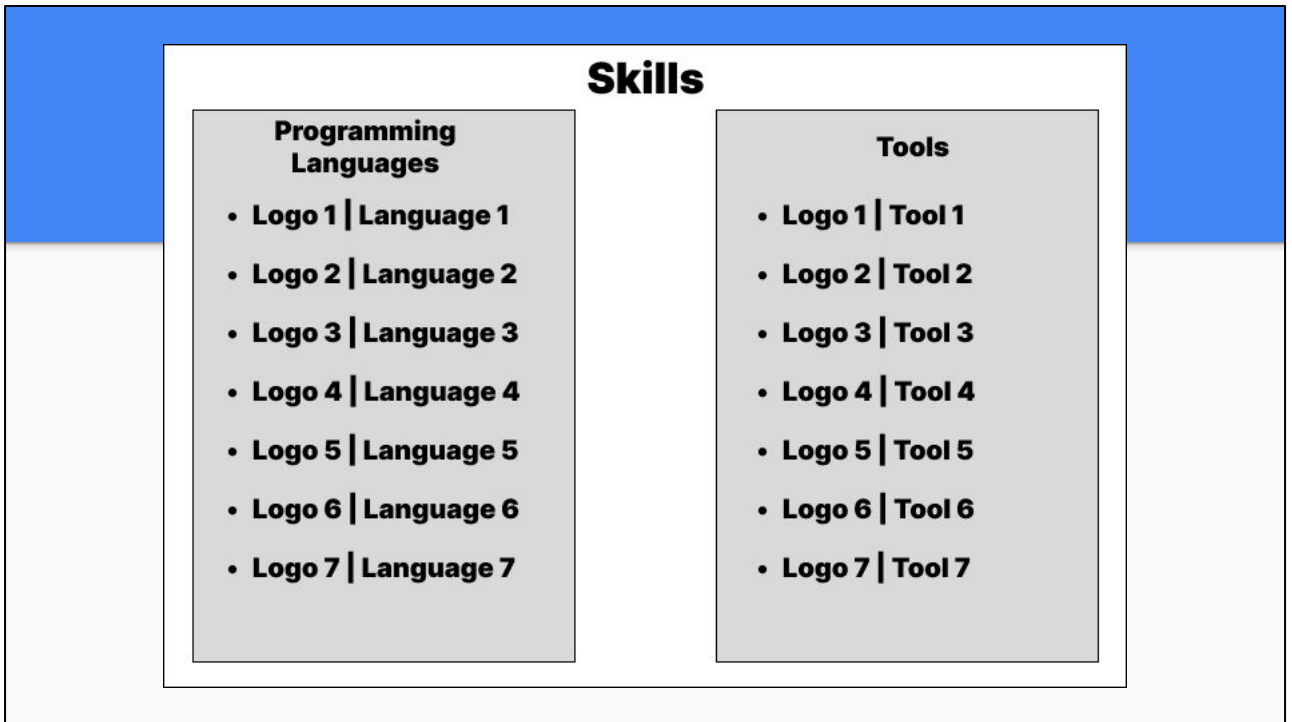 Skills
Programming
Languages
• Logo 1 | Language 1
• Logo 2 | Language 2
• Logo 3 | Language 3
• Logo 4 | Language 4
• Logo 5 | Language 5
• Logo 6 | Language 6
• Logo 7 | Language 7
Tools
• Logo 1 | Tool 1
• Logo 2 | Tool 2
• Logo 3 | Tool 3
• Logo 4 | Tool 4
• Logo 5 | Tool 5
• Logo 6 | Tool 6
• Logo 7 | Tool 7